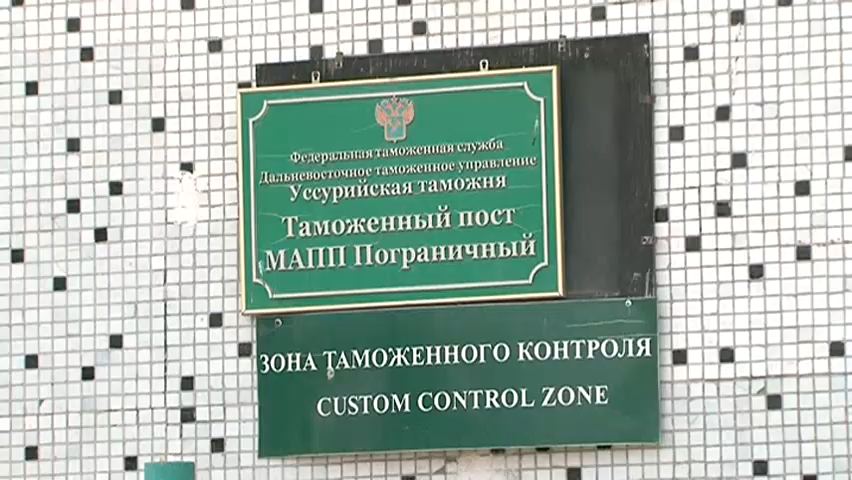 Федеральная таможенная служба
Дальневосточное таможенное управление
Уссурийская таможня
Таможенный пост
МАПП Пограничный
ЗОНА ТАМОЖЕННОГО КОНТРОЛЯ
CUSTOM CONTROL ZONE